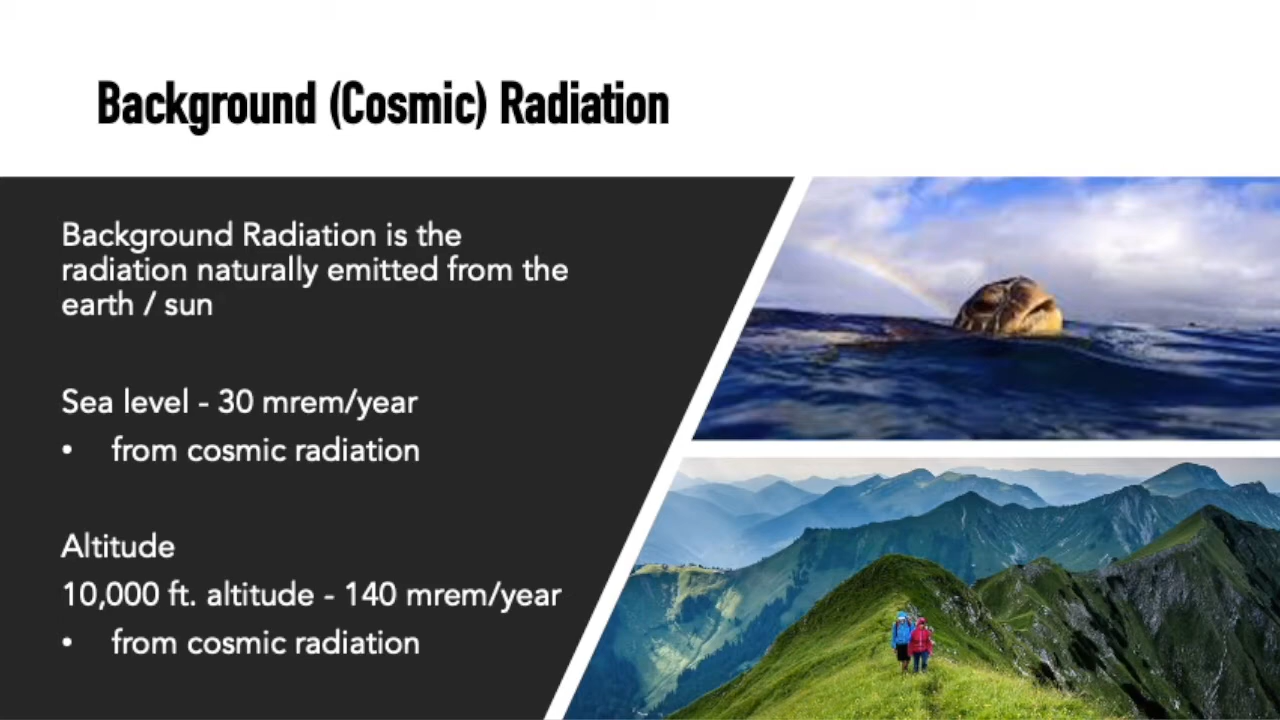 Background (Cosmic) Radiation
Background Radiation is the
radiation naturally emitted from the
earth / sun
Sea level - 30 mrem/year
• from cosmic radiation
Altitude
10,000 ft. altitude - 140 mrem/year
• from cosmic radiation